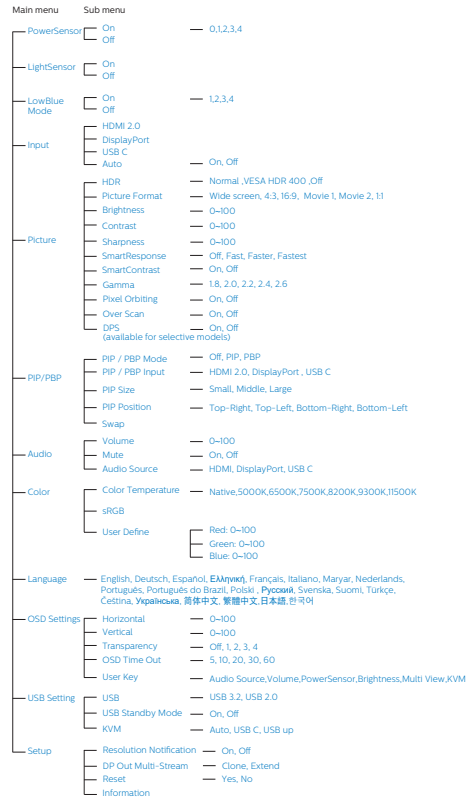 Main menu Sub menu
PowerSensor On 0,1,2,3,4
Off
LightSensor On
Off
LowBlue Mode On 1,2,3,4
Off
Input HDMI 2.0
DisplayPort
USB C
Auto On, Off
Picture HDR Normal ,VESA HDR 400 ,Off
Picture Format Wide screen, 4:3, 16:9, Movie 1, Movie 2, 1:1
Brightness 0~100
Contrast 0~100
Sharpness 0~100
SmartResponse Off, Fast, Faster, Fastest
SmartContrast On, Off
Gamma 1.8, 2.0, 2.2, 2.4, 2.6
Pixel Orbiting On, Off
Over Scan On, Off
DPS On, Off
(available for selective models)
PIP/PBP PIP / PBP Mode Off, PIP, PBP
PIP / PBP Input HDMI 2.0, DisplayPort , USB C
PIP Size Small, Middle, Large
PIP Position Top-Right, Top-Left, Bottom-Right, Bottom-Left
Swap
Audio Volume 0~100
Mute On, Off
Audio Source HDMI, DisplayPort, USB C
Color Color Temperature Native,5000K,6500K,7500K,8200K,9300K,11500K
sRGB
User Define Red: 0~100
Green: 0~100
Blue: 0~100
Language English, Deutsch, Español, Ελληνική, Français, Italiano, Maryar, Nederlands,
Português, Português do Brazil, Polski , Русский, Svenska, Suomi, Türkçe,
Čeština, Українська, 简体中文, 繁體中文,日本語,한국어
OSD Settings Horizontal 0~100
Vertical 0~100
Transparency Off, 1, 2, 3, 4
OSD Time Out 5, 10, 20, 30, 60
User Key Audio Source,Volume,PowerSensor,Brightness,Multi View,KVM
USB Setting USB USB 3.2, USB 2.0
USB Standby Mode On, Off
KVM Auto, USB C, USB up
Setup Resolution Notification On, Off
DP Out Multi-Stream Clone, Extend
Reset Yes, No
Information